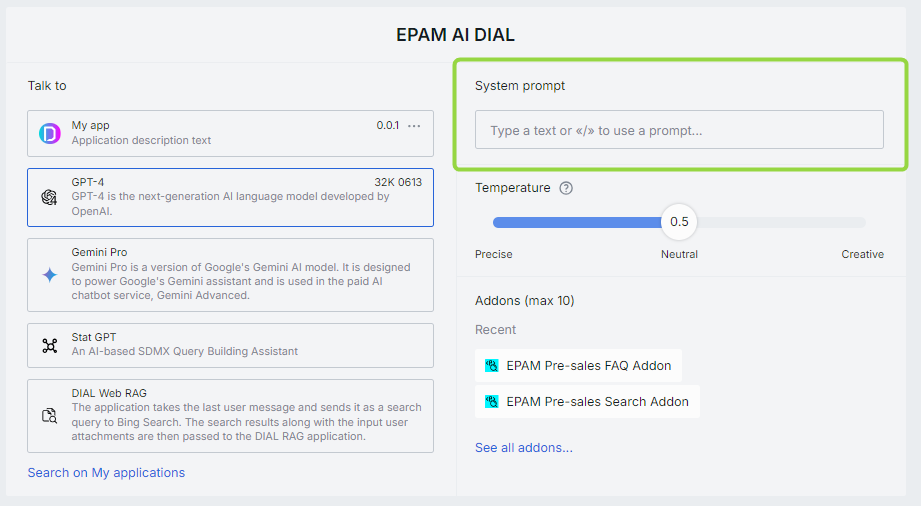 EPAM AI DIAL
Talk to
My app
0.0.1 ...
Application description text
GPT-4
32K 0613
GPT-4 is the next-generation AI language model developed by
OpenAI.
Gemini Pro
Gemini Pro is a version of Google's Gemini AI model. It is designed
to power Google's Gemini assistant and is used in the paid AI
chatbot service, Gemini Advanced.
Stat GPT
An AI-based SDMX Query Building Assistant
DIAL Web RAG
The application takes the last user message and sends it as a search
query to Bing Search. The search results along with the input user
attachments are then passed to the DIAL RAG application.
Search on My applications
System prompt
Type a text or «/» to use a prompt...
Temperature ?
0.5
Precise
Neutral
Creative
Addons (max 10)
Recent
EPAM Pre-sales FAQ Addon
EPAM Pre-sales Search Addon
See all addons...